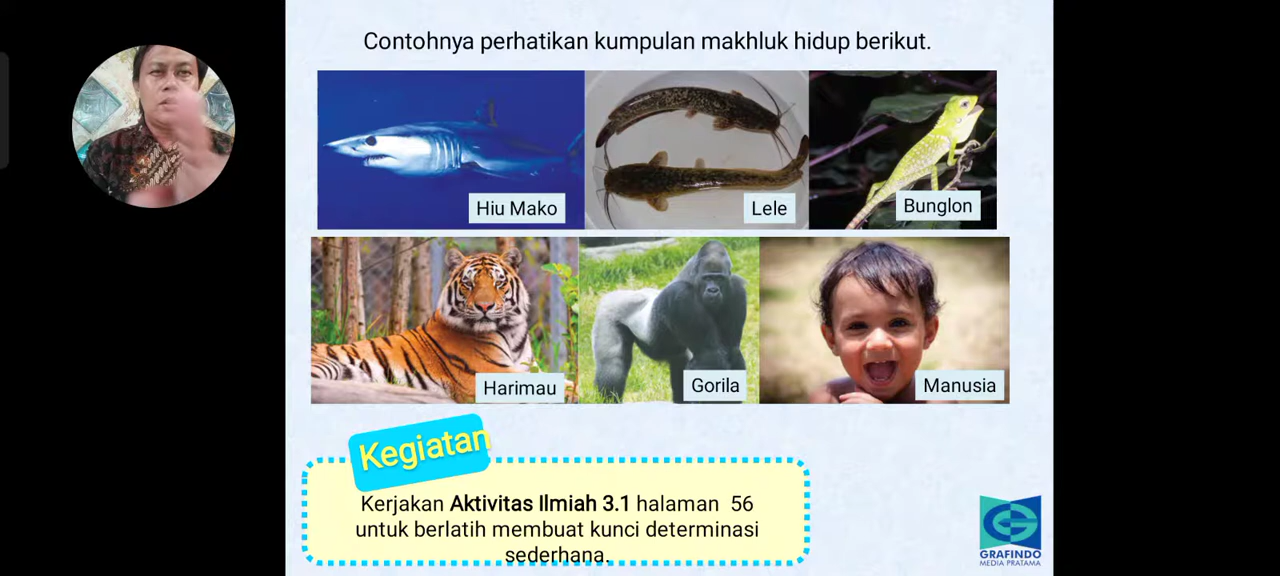 Contohnya perhatikan kumpulan makhluk hidup berikut.
Hiu Mako
Lele
Bunglon
Harimau
Gorila
Manusia
Kegiatan
Kerjakan Aktivitas Ilmiah 3.1 halaman 56
untuk berlatih membuat kunci determinasi
sederhana.
GRAFINDO
MEDIA PRATAMA